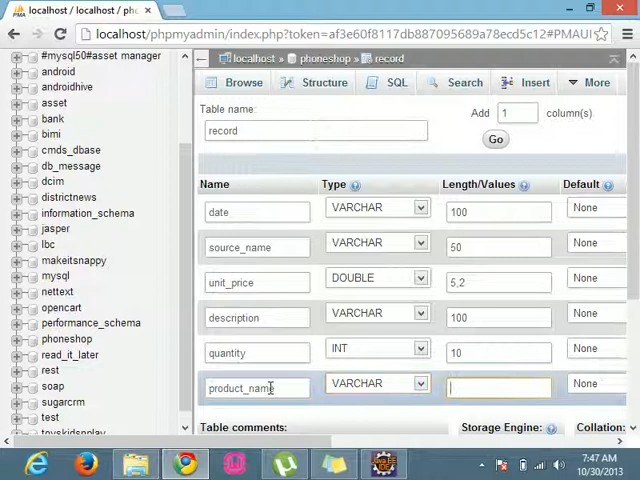 localhost / localhost / pho
localhost/phpmyadmin/index.php?token=af3e60f8117db887095689a78ecd5c12#PMAUI
#mysql50#asset manager
android
androidhive
asset
bank
bimi
cmds_dbase
db_message
dcim
districtnews
information_schema
jasper
lbc
makeitsnappy
mysql
nettext
opencart
performance_schema
phoneshop
read_it_later
rest
soap
sugarcrm
test
toyskidsnplay
localhost » phoneshop » record
Browse Structure SQL Search Insert More
Table name:
record
Add 1 column(s)
Go
Name Type Length/Values Default
date VARCHAR 100 None
source_name VARCHAR 50 None
unit_price DOUBLE 5,2 None
description VARCHAR 100 None
quantity INT 10 None
product_name VARCHAR None
Table comments: Storage Engine: Collation:
7:47 AM
10/30/2013